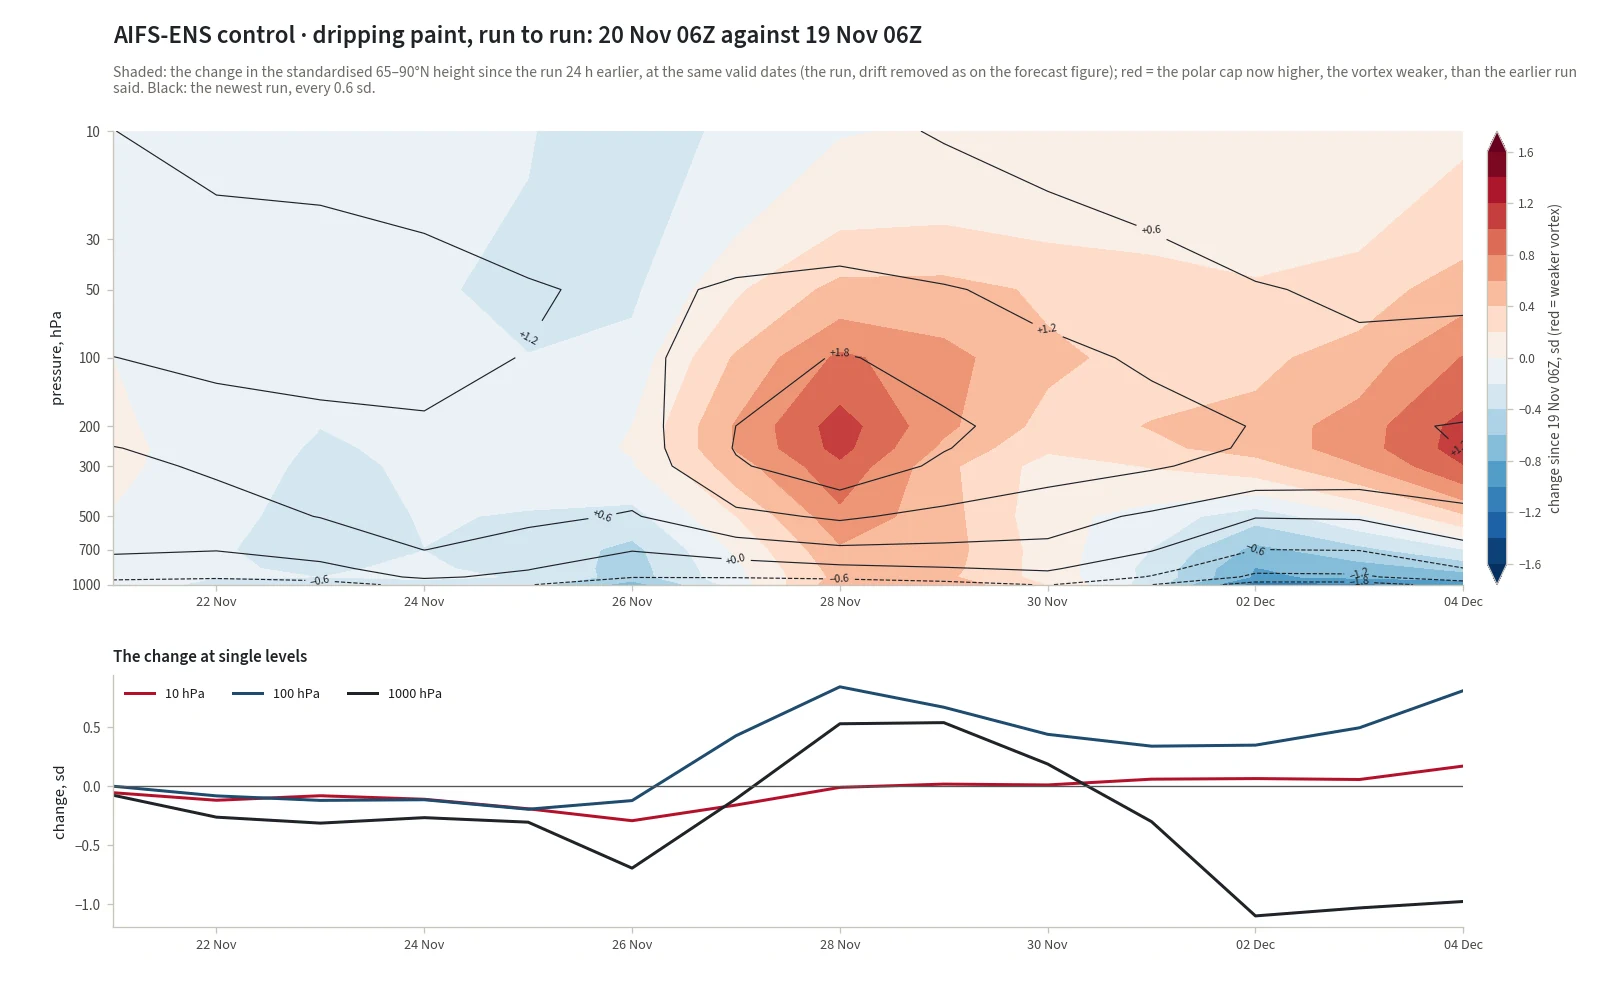 AIFS-ENS control · dripping paint, run to run: 20 Nov 06Z against 19 Nov 06Z
Shaded: the change in the standardised 65–90°N height since the run 24 h earlier, at the same valid dates (the run, drift removed as on the forecast figure); red = the polar cap now higher, the vortex weaker, than the earlier run
said. Black: the newest run, every 0.6 sd.
pressure, hPa
10
30
50
100
200
300
500
700
1000
+1.2
+0.6
+1.8
+1.2
+0.6
+0.0
−0.6
−0.6
−0.6
−1.2
−1.8
22 Nov
24 Nov
26 Nov
28 Nov
30 Nov
02 Dec
04 Dec
1.6
1.2
0.8
0.4
0.0
−0.4
−0.8
−1.2
−1.6
change since 19 Nov 06Z, sd (red = weaker vortex)
The change at single levels
10 hPa
100 hPa
1000 hPa
change, sd
0.5
0.0
−0.5
−1.0
22 Nov
24 Nov
26 Nov
28 Nov
30 Nov
02 Dec
04 Dec